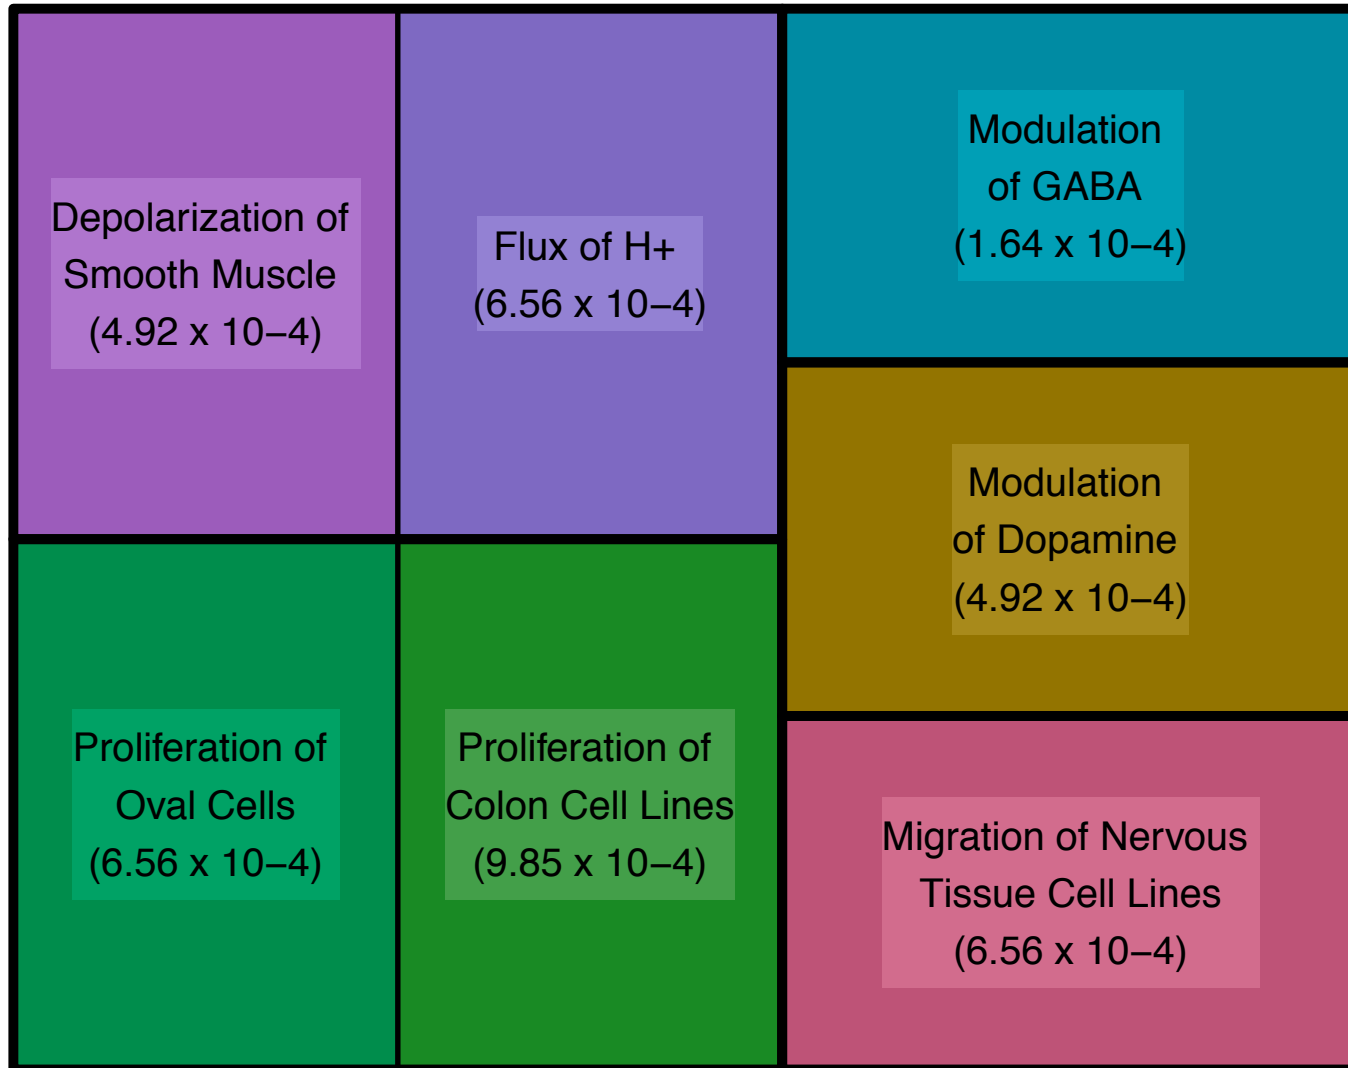 Depolarization of
Smooth Muscle
(4.92 x 10−4)
Flux of H+
(6.56 x 10−4)
Modulation
of GABA
(1.64 x 10−4)
Modulation
of Dopamine
(4.92 x 10−4)
Proliferation of
Oval Cells
(6.56 x 10−4)
Proliferation of
Colon Cell Lines
(9.85 x 10−4)
Migration of Nervous
Tissue Cell Lines
(6.56 x 10−4)